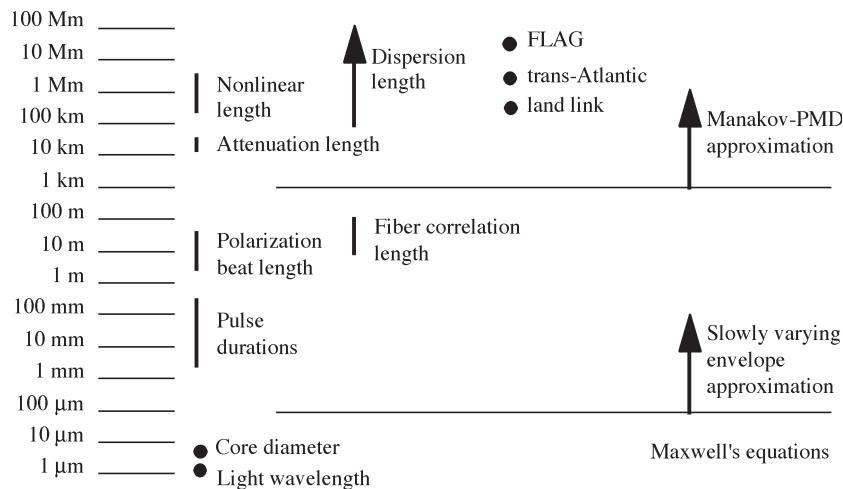 100 Mm
10 Mm
1 Mm
100 km
10 km
1 km
100 m
10 m
1 m
100 mm
10 mm
1 mm
100 μm
10 μm
1 μm
Nonlinear
length
Attenuation length
Dispersion
length
FLAG
trans-Atlantic
land link
Manakov-PMD
approximation
Polarization
beat length
Fiber correlation
length
Pulse
durations
Slowly varying
envelope
approximation
Core diameter
Light wavelength
Maxwell's equations